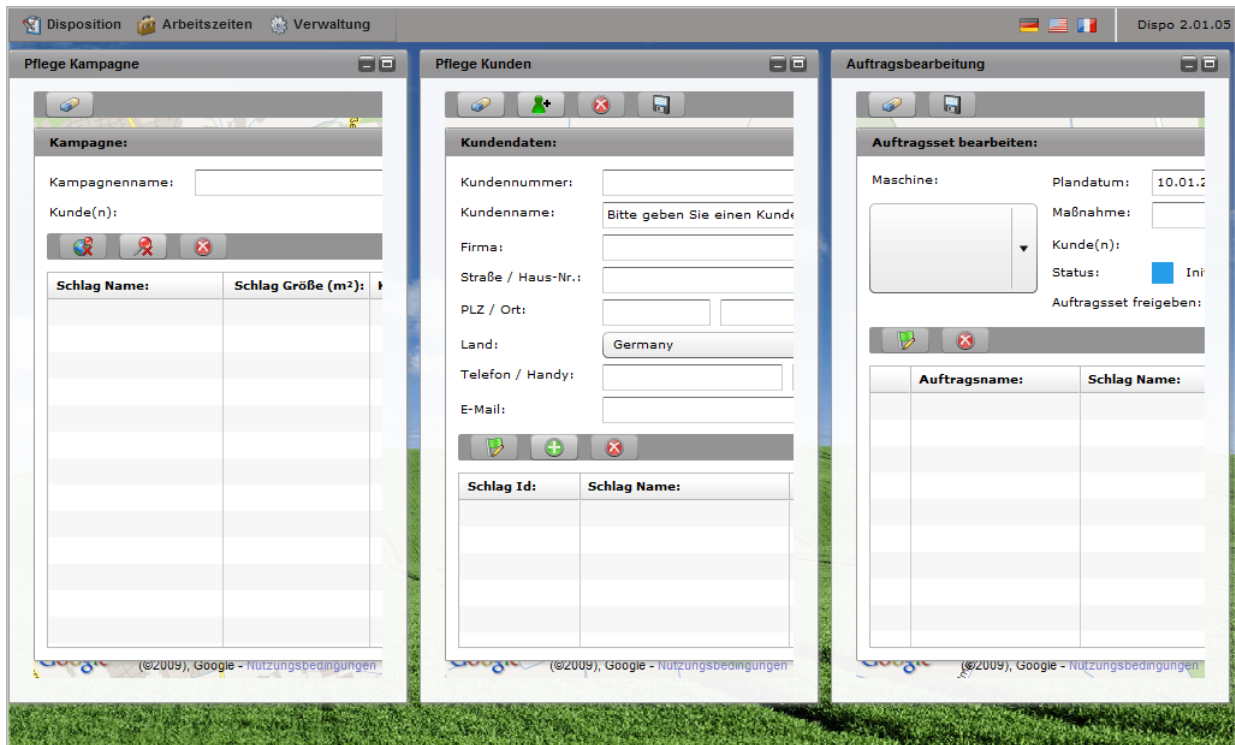 Disposition Arbeitszeiten Verwaltung Dispo 2.01.05
Pflege Kampagne
Kampagne:
Kampagnenname:
Kunde(n):
Schlag Name: Schlag Größe (m²):
(©2009), Google - Nutzungsbedingungen
Pflege Kunden
Kundendaten:
Kundennummer:
Kundenname: Bitte geben Sie einen Kunde
Firma:
Straße / Haus-Nr.:
PLZ / Ort:
Land: Germany
Telefon / Handy:
E-Mail:
Schlag Id: Schlag Name:
(©2009), Google - Nutzungsbedingungen
Auftragsbearbeitung
Auftragsset bearbeiten:
Maschine: Plandatum: 10.01.2
Maßnahme:
Kunde(n):
Status: Ini
Auftragsset freigeben:
Auftragsname: Schlag Name:
(©2009), Google - Nutzungsbedingungen